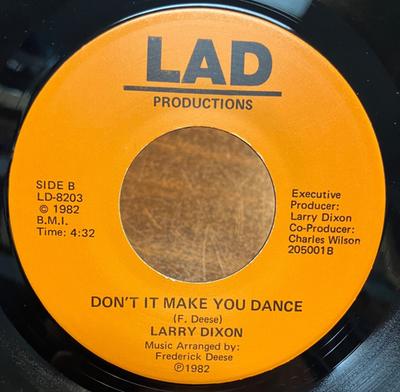 LAD
PRODUCTIONS
SIDE B
LD-8203
© 1982
B.M.I.
Time: 4:32
Executive
Producer:
Larry Dixon
Co-Producer:
Charles Wilson
205001B
DON'T IT MAKE YOU DANCE
(F. Deese)
LARRY DIXON
Music Arranged by:
Frederick Deese
℗1982